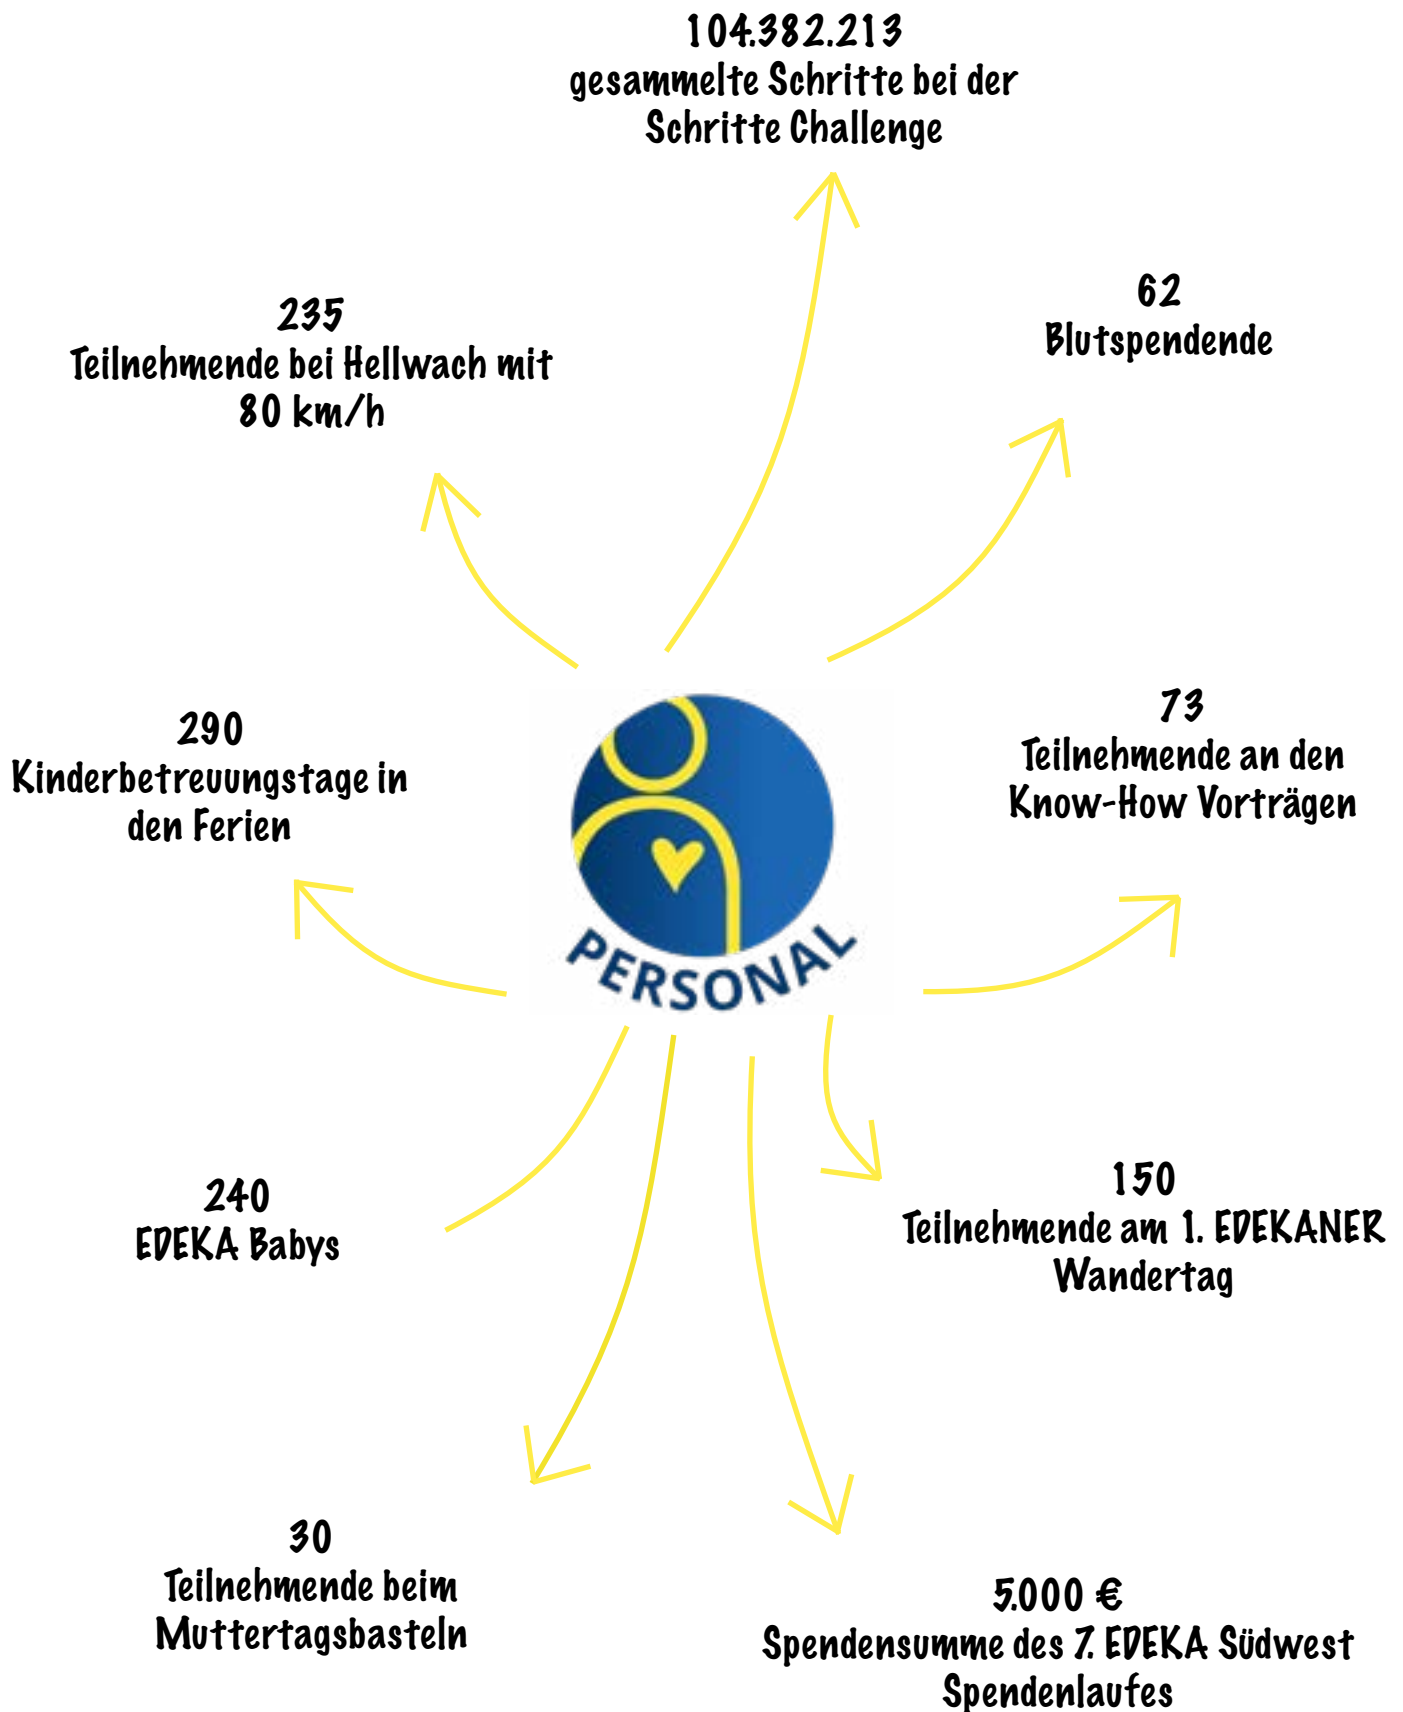 104.382.213
gesammelte Schritte bei der
Schritte Challenge
62
Blutspendende
235
Teilnehmende bei Hellwach mit
80 km/h
73
Teilnehmende an den
Know-How Vorträgen
290
Kinderbetreuungstage in
den Ferien
PERSONAL
240
EDEKA Babys
150
Teilnehmende am 1. EDEKANER
Wandertag
30
Teilnehmende beim
Muttertagsbasteln
5.000 €
Spendensumme des 7. EDEKA Südwest
Spendenlaufes